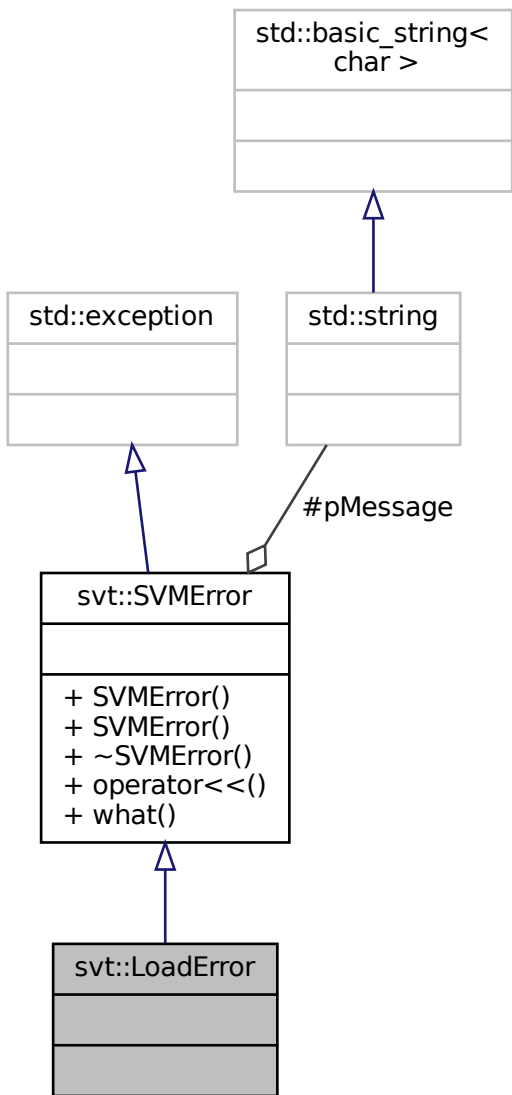 std::basic_string<
char >
std::exception
std::string
#pMessage
svt::SVMError
+ SVMError()
+ SVMError()
+ ~SVMError()
+ operator<<()
+ what()
svt::LoadError